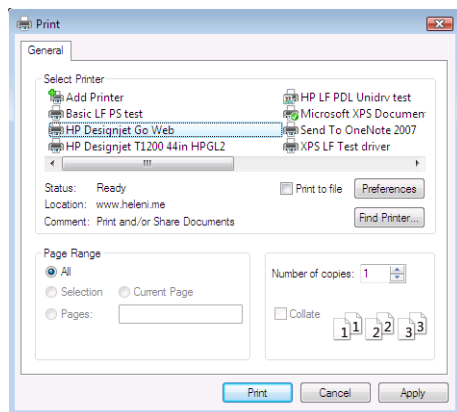 Print
General
Select Printer
Add Printer
Basic LF PS test
HP Designjet Go Web
HP Designjet T1200 44in HPGL2
HP LF PDL Unidrv test
Microsoft XPS Documen
Send To OneNote 2007
XPS LF Test driver
Status: Ready
Location: www.heleni.me
Comment: Print and/or Share Documents
Print to file
Preferences
Find Printer...
Page Range
All
Selection
Current Page
Pages:
Number of copies: 1
Collate
1 1 2 2 3 3
Print
Cancel
Apply